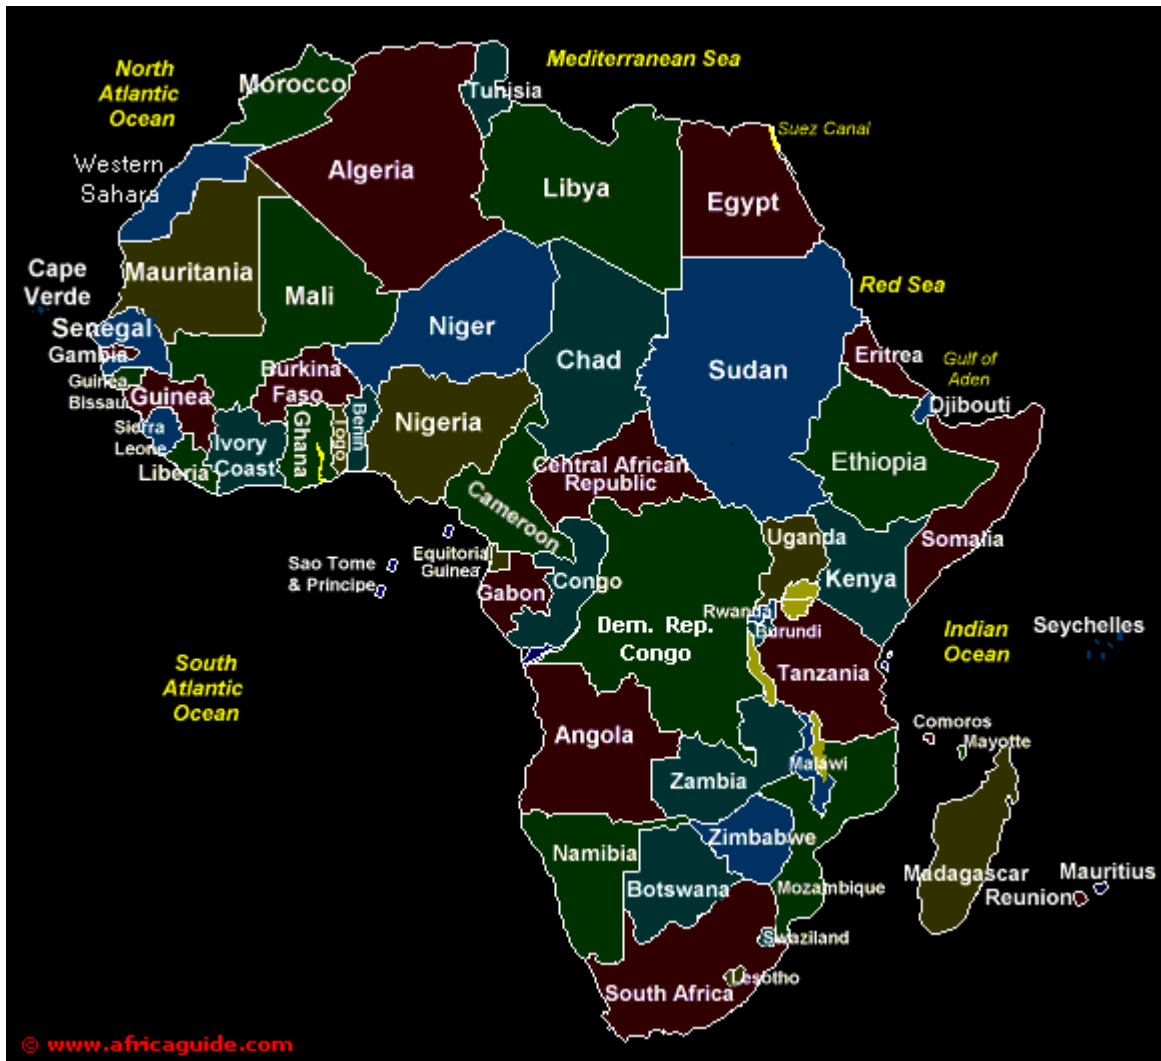 Mediterranean Sea
North
Atlantic
Ocean
Morocco
Tunisia
Suez Canal
Western
Sahara
Algeria
Libya
Egypt
Cape
Verde
Mauritania
Mali
Niger
Chad
Sudan
Red Sea
Senegal
Gambia
Guinea
Bissau
Guinea
Burkina
Faso
Eritrea
Gulf of
Aden
Djibouti
Sierra
Leone
Liberia
Ivory
Coast
Ghana
Togo
Benin
Nigeria
Central African
Republic
Ethiopia
Cameroon
Equitorial
Guinea
Sao Tome
& Principe
Gabon
Congo
Uganda
Kenya
Somalia
Rwanda
Burundi
Dem. Rep.
Congo
Tanzania
Indian
Ocean
Seychelles
South
Atlantic
Ocean
Angola
Zambia
Malawi
Comoros
Mayotte
Namibia
Zimbabwe
Botswana
Mozambique
Madagascar
Mauritius
Reunion
Swaziland
Lesotho
South Africa
© www.africaguide.com